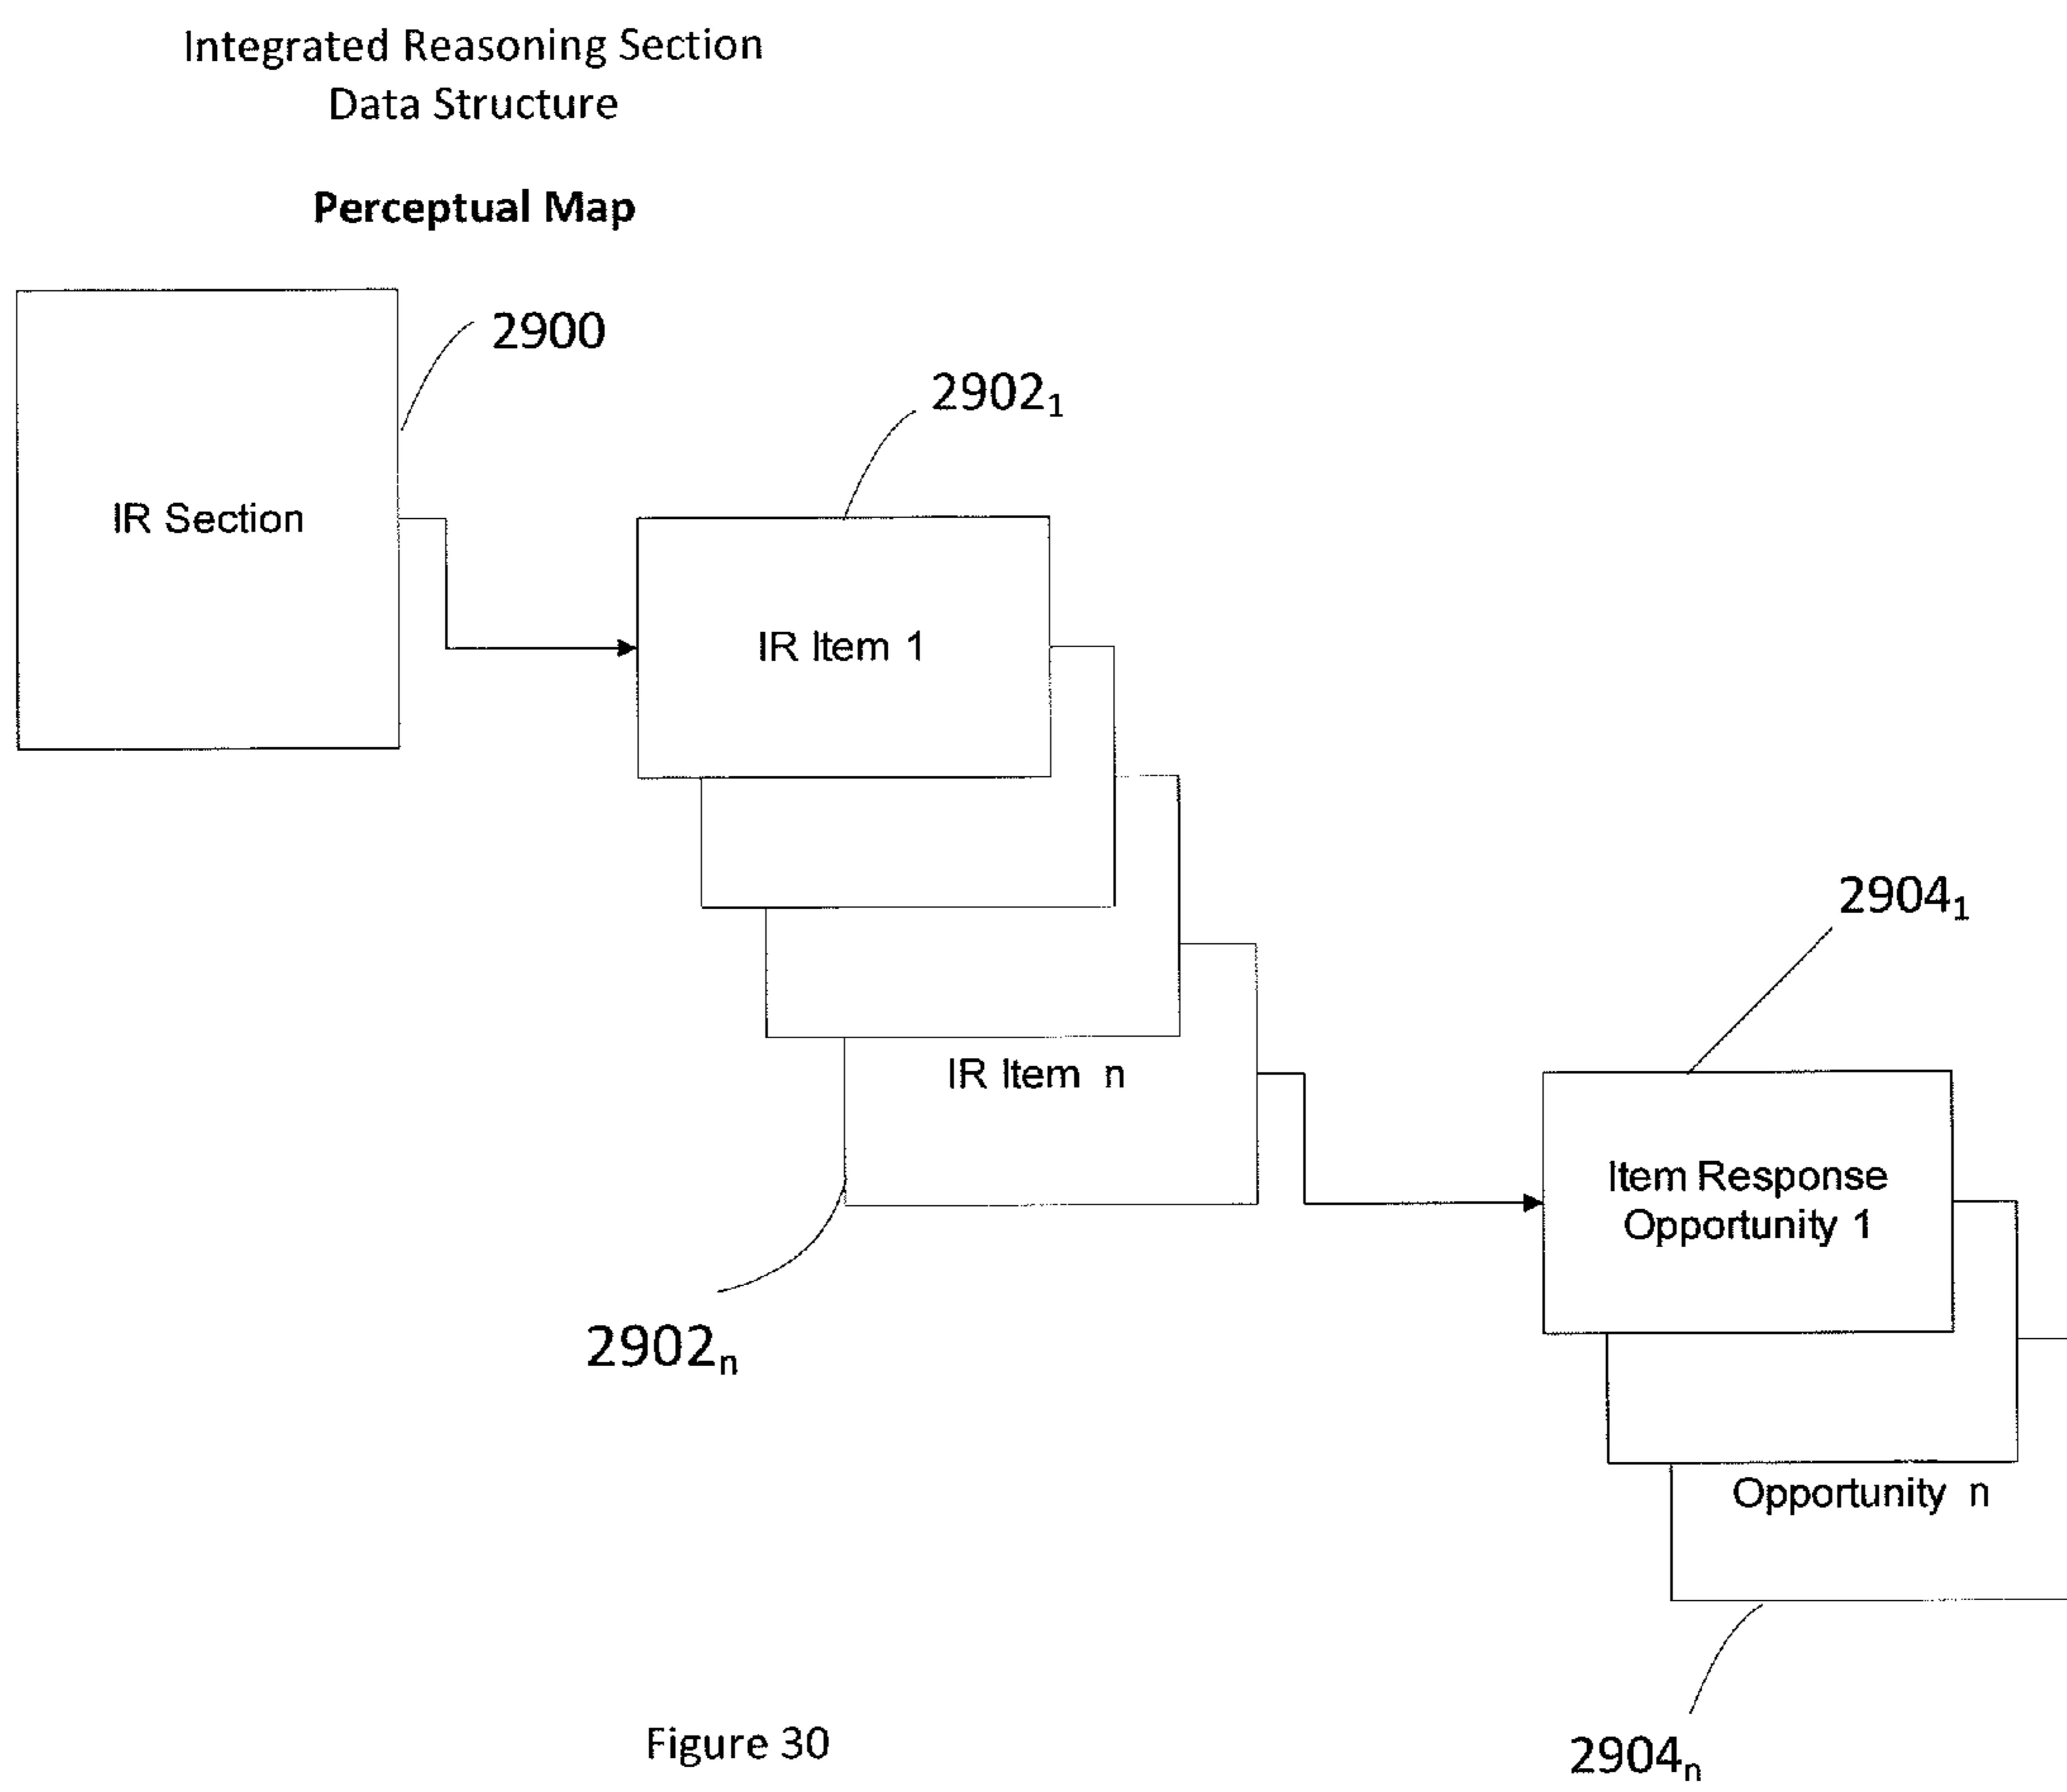 Integrated Reasoning Section
Data Structure
Perceptual Map
2900
2902₁
IR Section
IR Item 1
2904₁
IR Item n
Item Response
Opportunity 1
2902ₙ
Opportunity n
Figure 30
2904ₙ